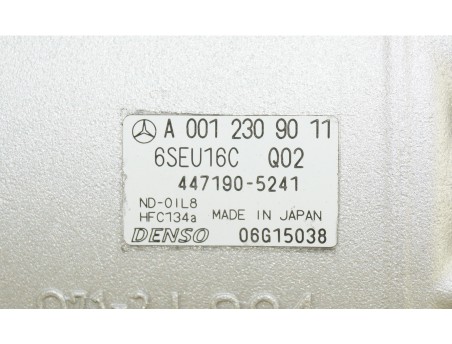 A 001 230 90 11
6SEU16C Q02
447190-5241
ND-OIL8
HFC134a MADE IN JAPAN
DENSO 06G15038